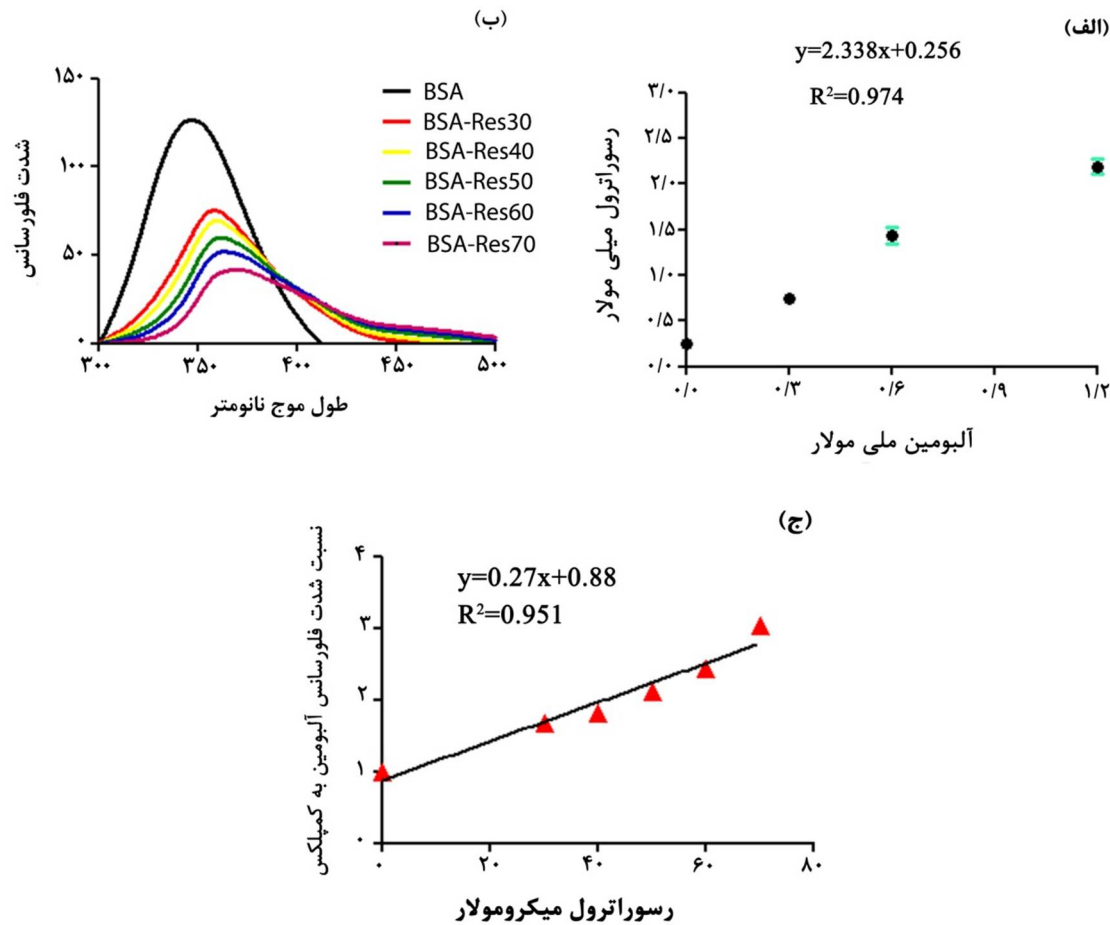 (الف)
y=2.338x+0.256
R²=0.974
رسوراترول میلی مولار
۳/۰
۲/۵
۲/۰
۱/۵
۱/۰
۰/۵
۰/۰
۰/۰ ۰/۳ ۰/۶ ۰/۹ ۱/۲
آلبومین ملی مولار
(ب)
شدت فلورسانس
۱۵۰
۱۰۰
۵۰
۰
۳۰۰ ۳۵۰ ۴۰۰ ۴۵۰ ۵۰۰
طول موج نانومتر
BSA
BSA-Res30
BSA-Res40
BSA-Res50
BSA-Res60
BSA-Res70
(ج)
y=0.27x+0.88
R²=0.951
نسبت شدت فلورسانس آلبومین به کمپلکس
۴
۳
۲
۱
۰
۰ ۲۰ ۴۰ ۶۰ ۸۰
رسوراترول میکرومولار